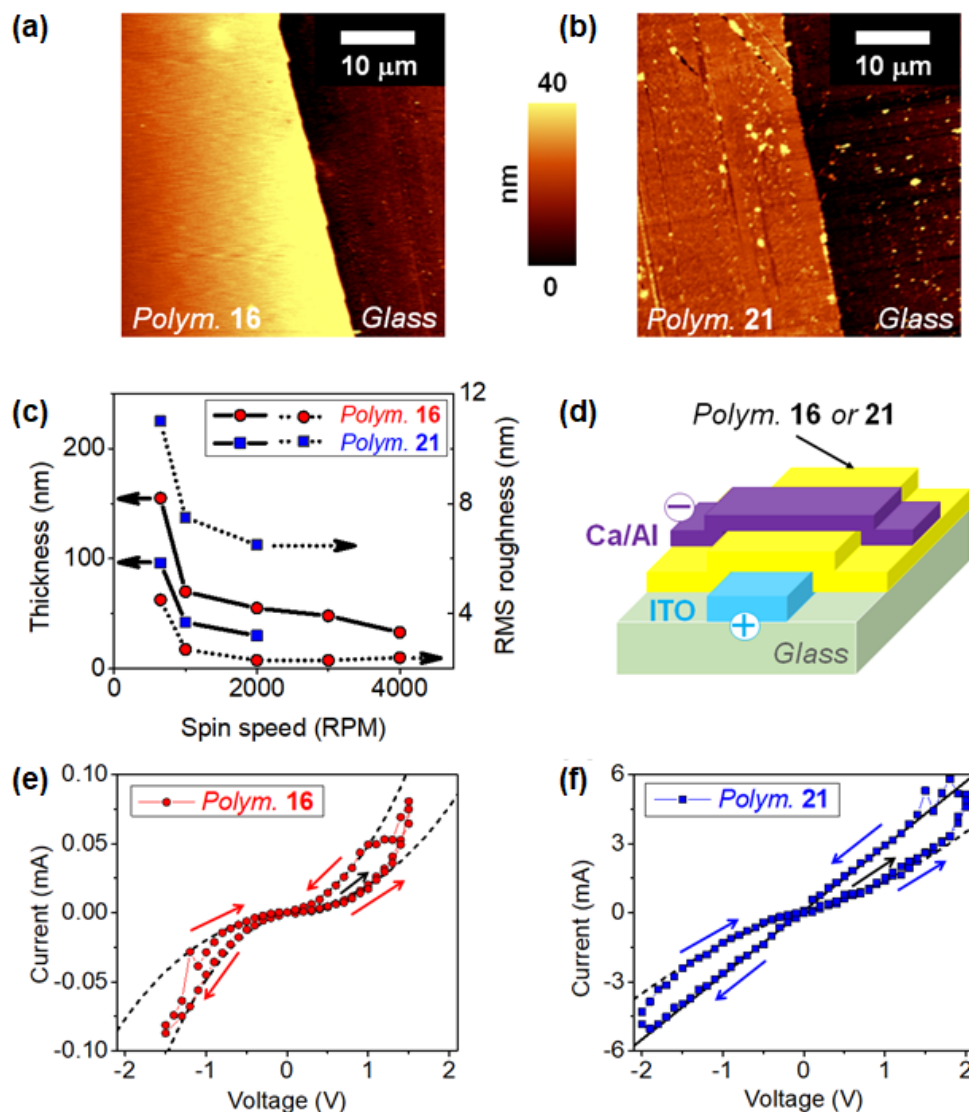 (a)
10 μm
Polym. 16
Glass
40
nm
0
(b)
10 μm
Polym. 21
Glass
(c)
Thickness (nm)
200
100
0
0
2000
4000
Spin speed (RPM)
12
8
4
RMS roughness (nm)
Polym. 16
Polym. 21
(d)
Polym. 16 or 21
−
Ca/Al
ITO
+
Glass
(e)
Polym. 16
Current (mA)
0.10
0.05
0.00
-0.05
-0.10
-2
-1
0
1
2
Voltage (V)
(f)
Polym. 21
Current (mA)
6
3
0
-3
-6
-2
-1
0
1
2
Voltage (V)